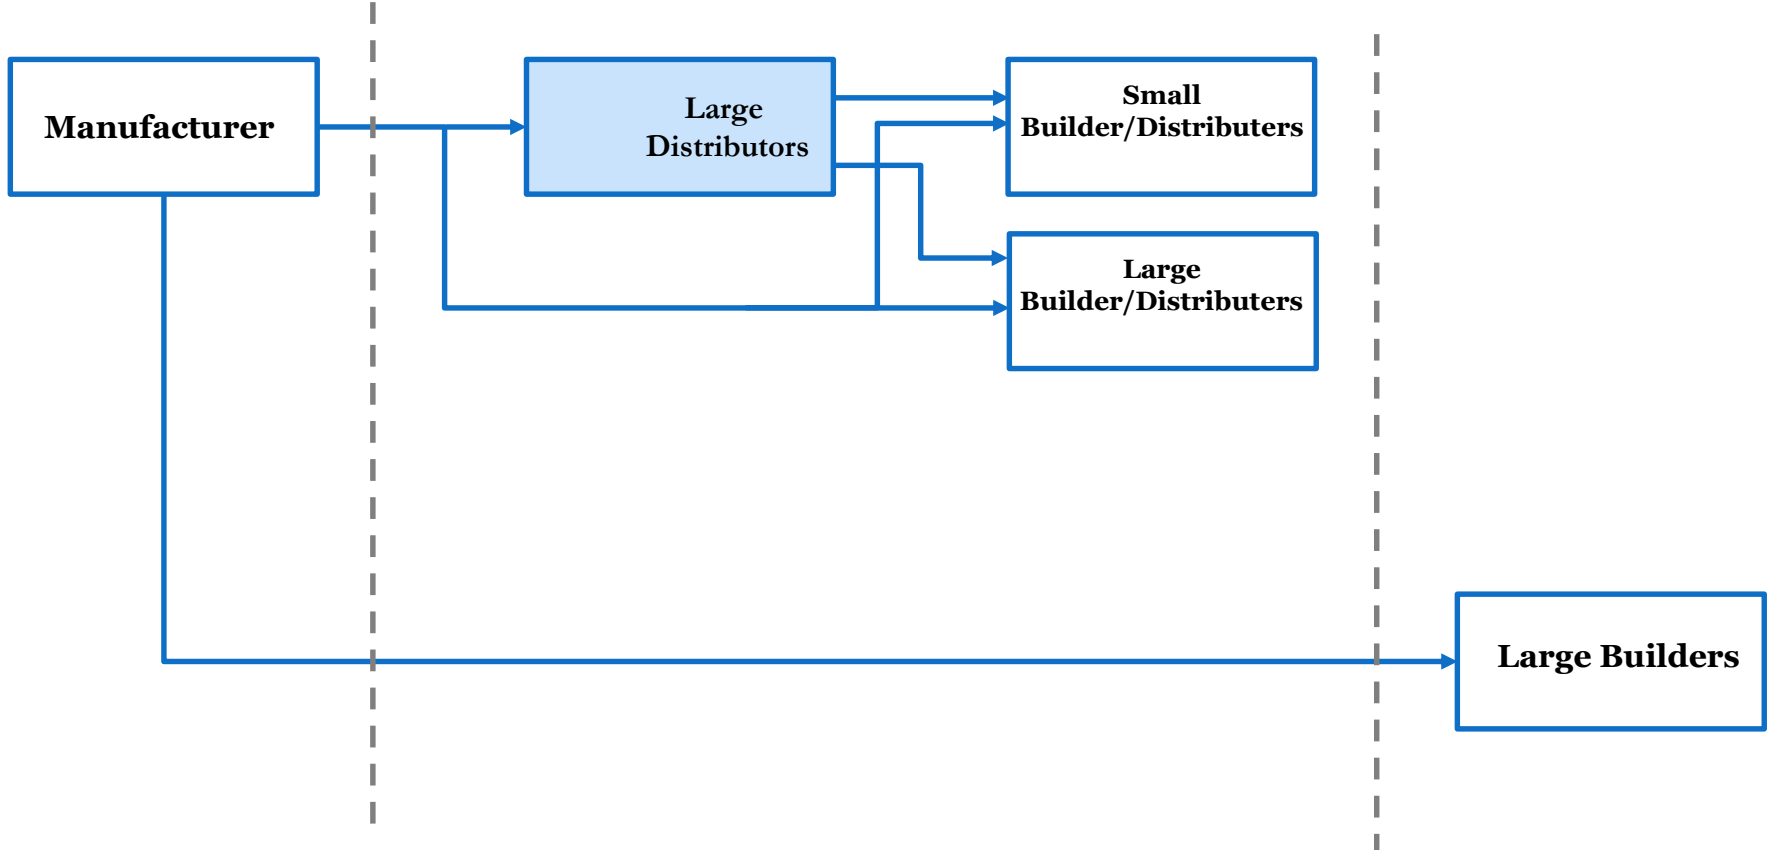 Manufacturer
Large
Distributors
Small
Builder/Distributers
Large
Builder/Distributers
Large Builders